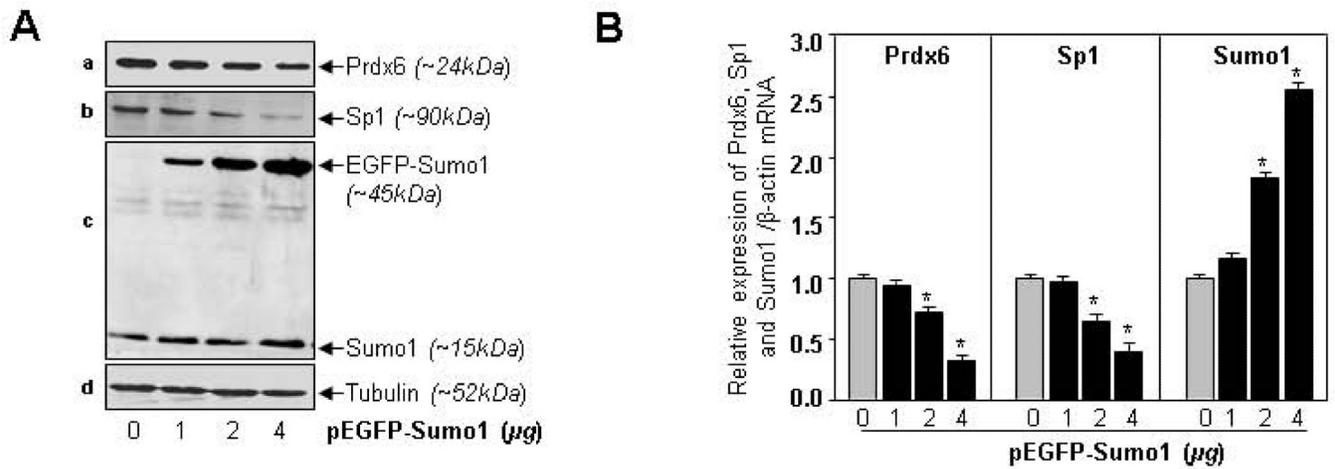 A
a
Prdx6 (~24kDa)
b
Sp1 (~90kDa)
c
EGFP-Sumo1
(~45kDa)
Sumo1 (~15kDa)
d
Tubulin (~52kDa)
0 1 2 4 pEGFP-Sumo1 (µg)
B
Relative expression of Prdx6, Sp1
and Sumo1 /β-actin mRNA
3.0
2.5
2.0
1.5
1.0
0.5
0.0
Prdx6 Sp1 Sumo1
* * * * * *
0 1 2 4 0 1 2 4 0 1 2 4
pEGFP-Sumo1 (µg)